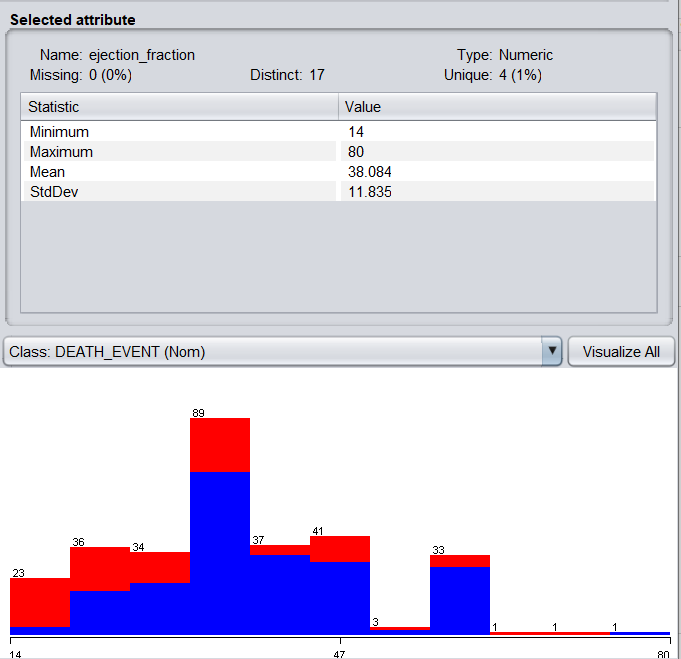 Selected attribute
Name: ejection_fraction Type: Numeric
Missing: 0 (0%) Distinct: 17 Unique: 4 (1%)
Statistic Value
Minimum 14
Maximum 80
Mean 38.084
StdDev 11.835
Class: DEATH_EVENT (Nom) Visualize All
89
41
37
36
34
33
23
3
1 1 1
14 47 80